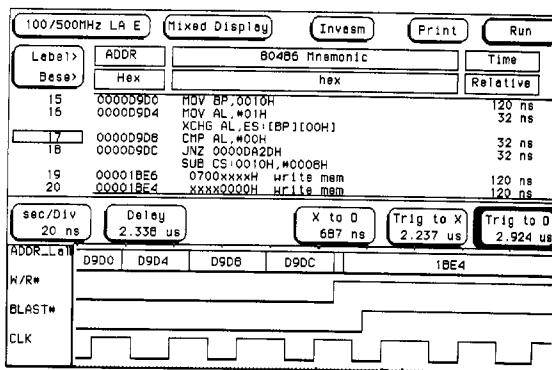 100/500MHz LA E Mixed Display Invasm Print Run
Label> ADDR 80486 Mnemonic Time
Base> Hex hex Relative
15 0000D9D0 MOV BP,0010H 120 ns
16 0000D9D4 MOV AL,#01H 32 ns
XCHG AL,ES:[BP][00H]
17 0000D9D8 CMP AL,#00H 32 ns
18 0000D9DC JNZ 0000DA2DH 32 ns
SUB CS:0010H,#0008H
19 00001BE6 0700xxxxH write mem 120 ns
20 00001BE4 xxxx0000H write mem 120 ns
sec/Div Delay X to O Trig to X Trig to O
20 ns 2.336 us 687 ns 2.237 us 2.924 us
ADDR_Lall D9D0 D9D4 D9D8 D9DC 1BE4
W/R#
BLAST#
CLK